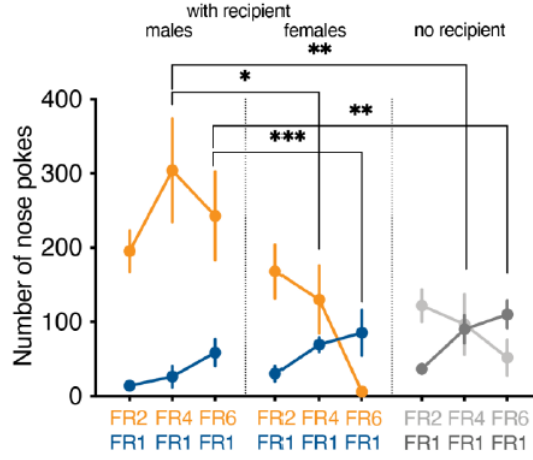 with recipient
males females no recipient
**
*
**
***
400
300
200
100
0
Number of nose pokes
FR2 FR4 FR6 FR2 FR4 FR6 FR2 FR4 FR6
FR1 FR1 FR1 FR1 FR1 FR1 FR1 FR1 FR1